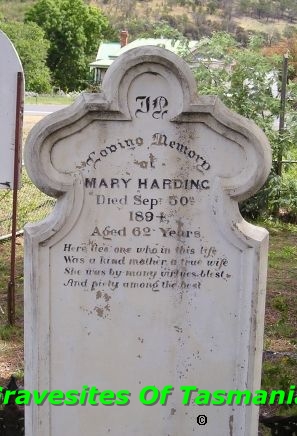 IN
Loving Memory
of
MARY HARDING
Died Sept 30th
1894
Aged 62 Years.
Here lies one who in this life
Was a kind mother a true wife
She was by many virtues blest
And piety among the best
Gravesites Of Tasmania
©